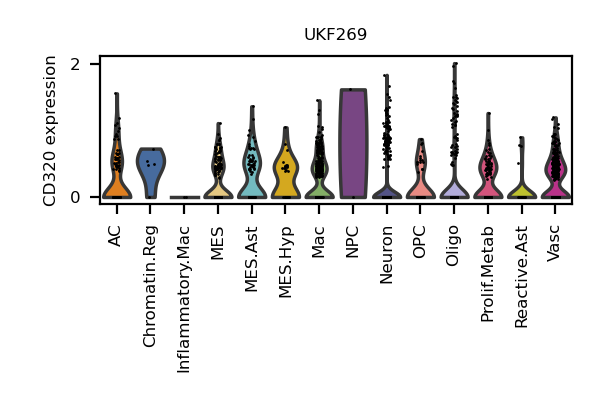 UKF269
CD320 expression
2
0
AC
Chromatin.Reg
Inflammatory.Mac
MES
MES.Ast
MES.Hyp
Mac
NPC
Neuron
OPC
Oligo
Prolif.Metab
Reactive.Ast
Vasc